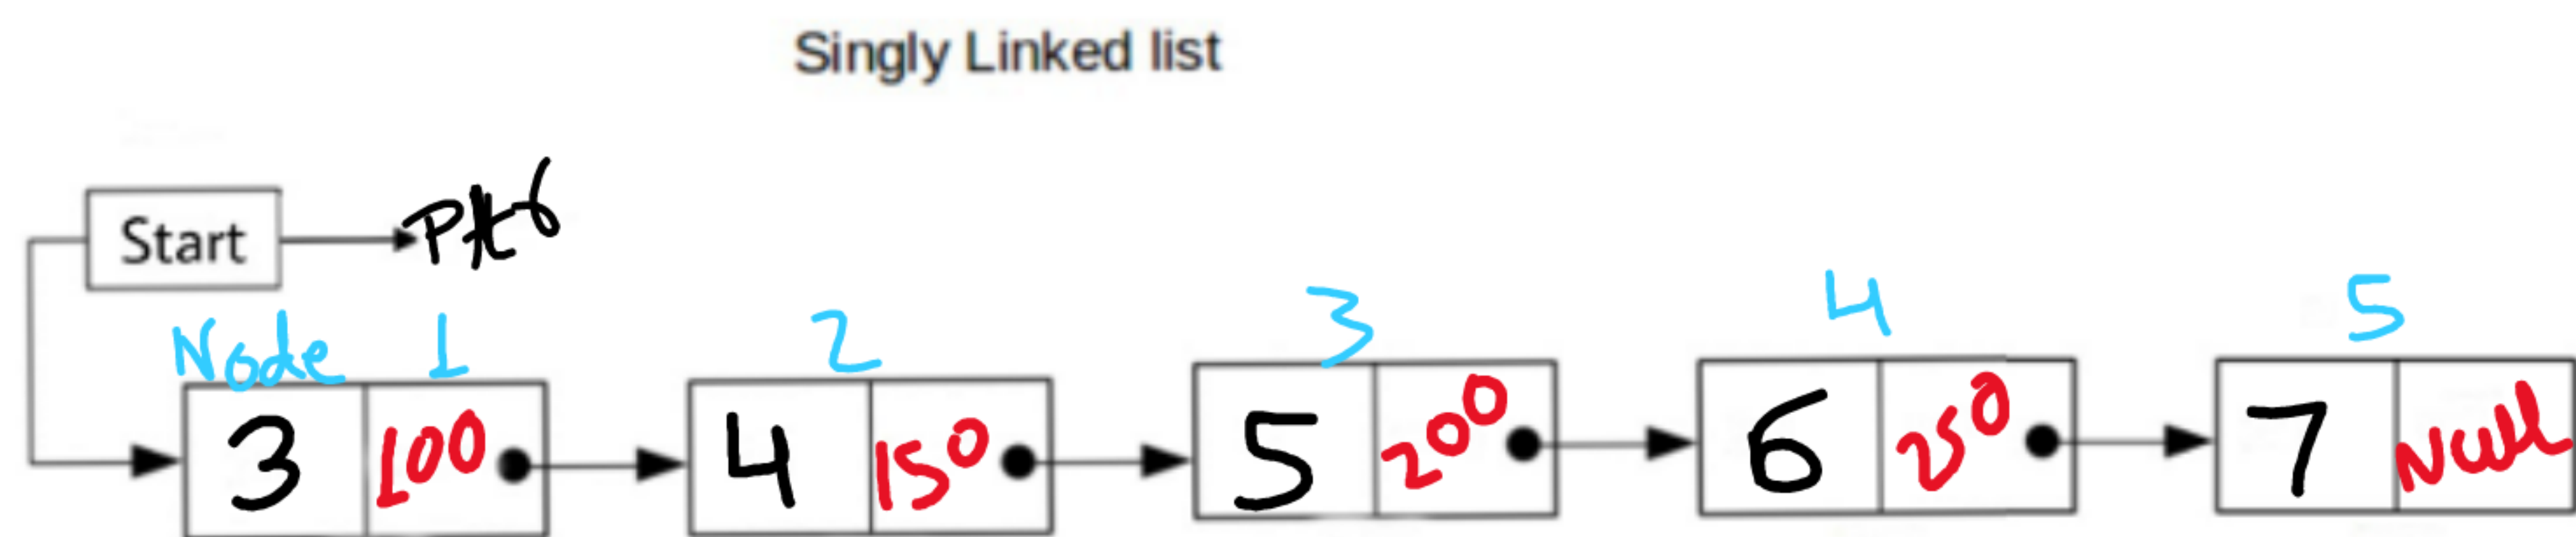 Singly Linked list
Start Ptr
Node 1 2 3 4 5
3 100 4 150 5 200 6 250 7 Null